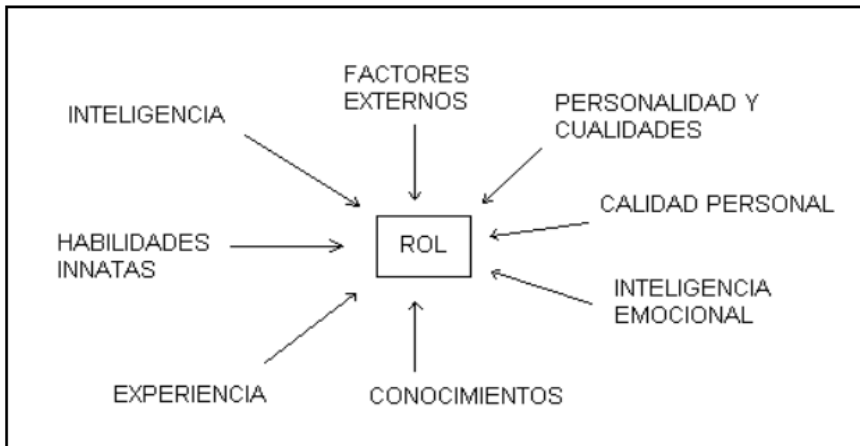 FACTORES
EXTERNOS
PERSONALIDAD Y
CUALIDADES
INTELIGENCIA
CALIDAD PERSONAL
HABILIDADES
INNATAS
ROL
INTELIGENCIA
EMOCIONAL
EXPERIENCIA
CONOCIMIENTOS